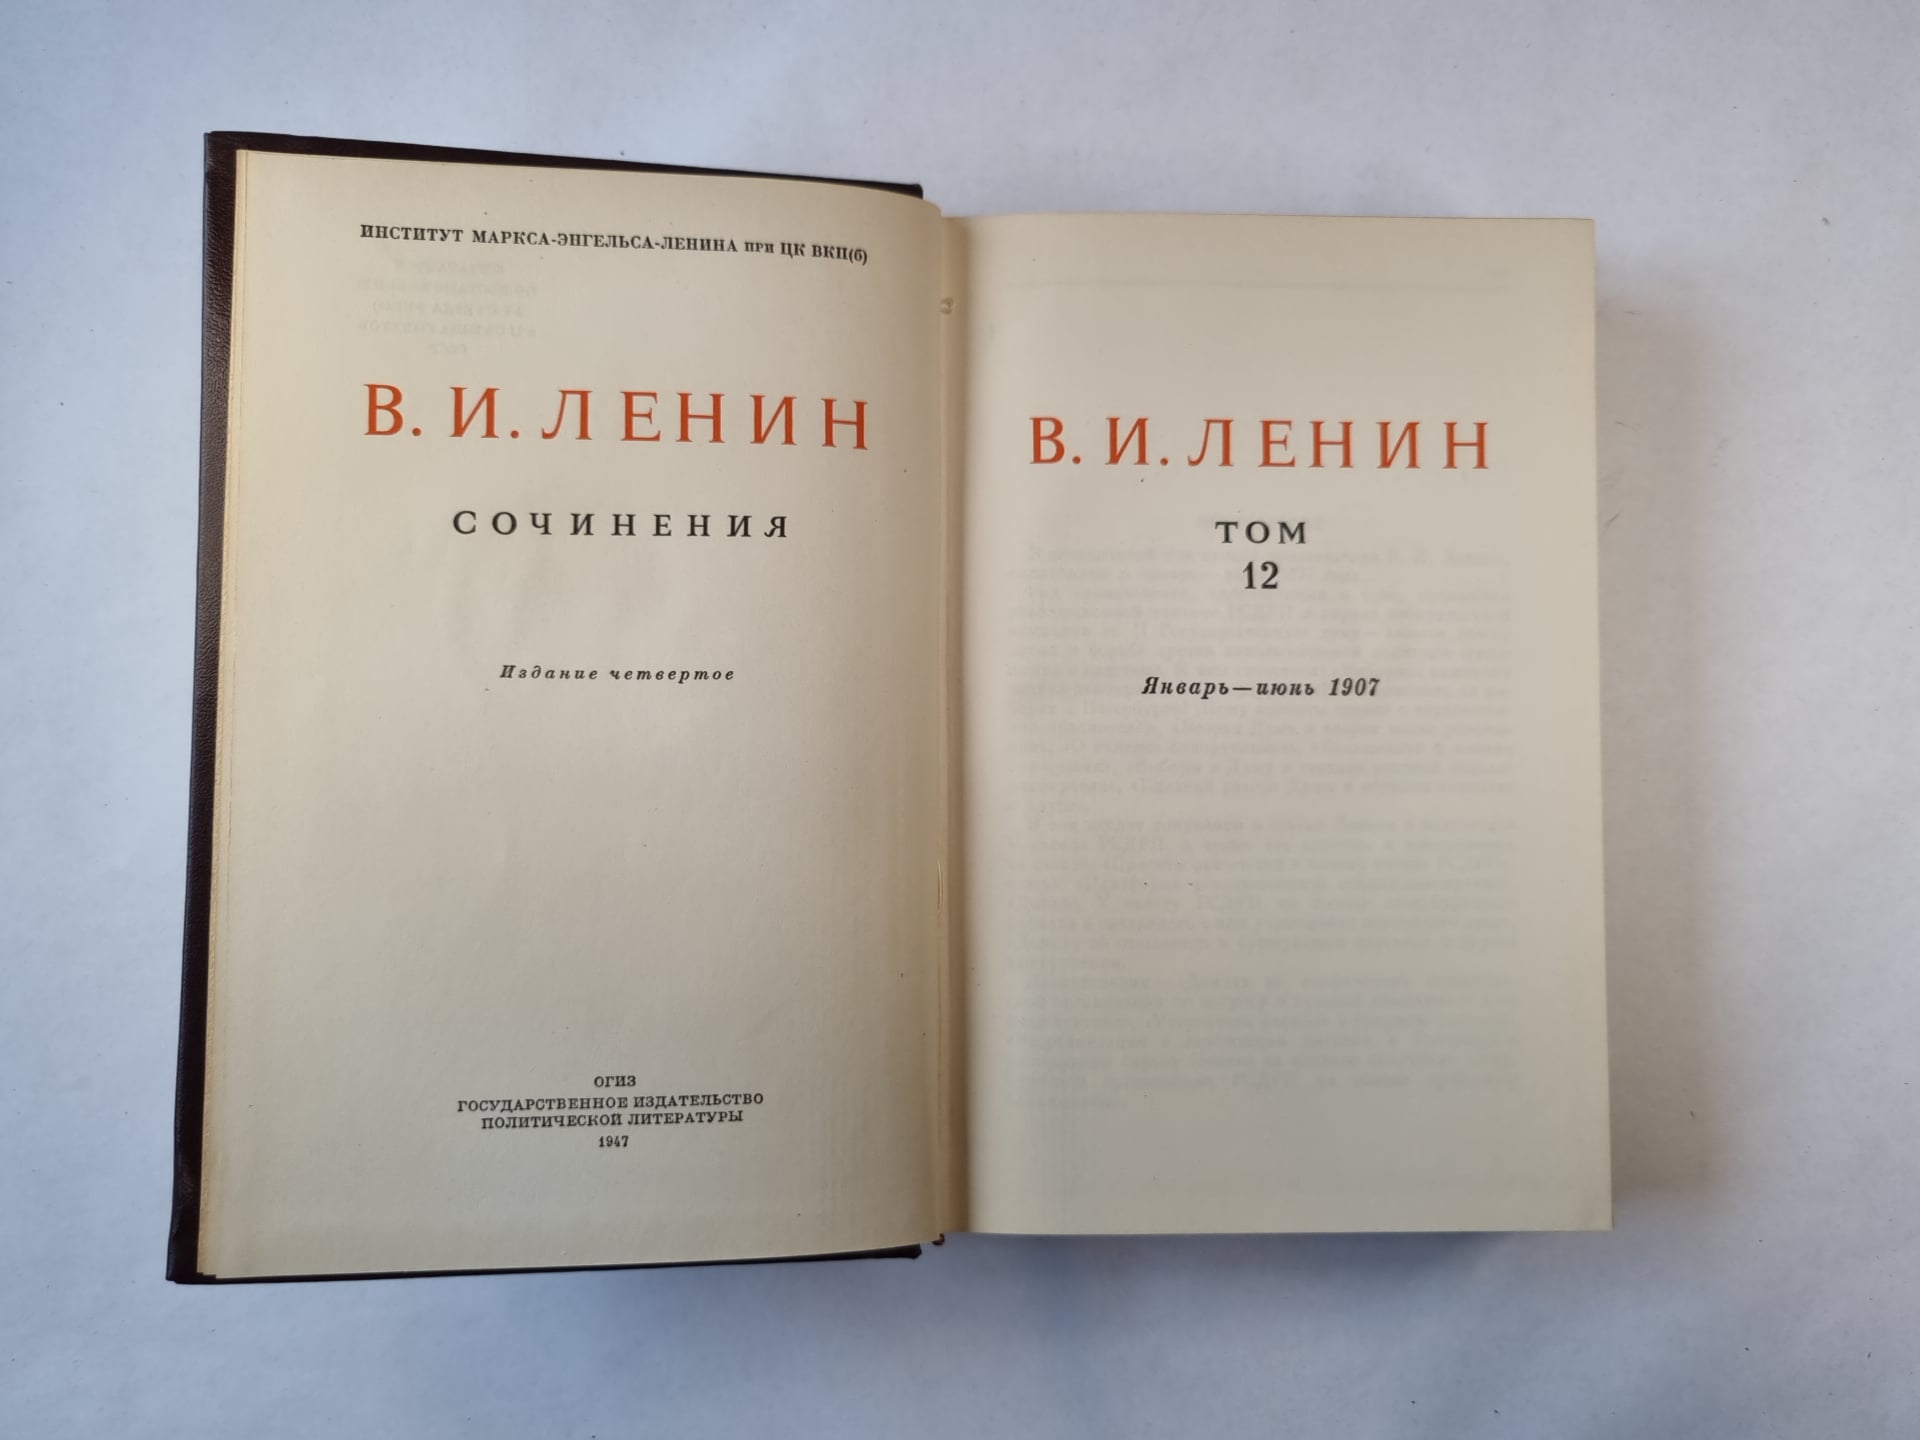 ИНСТИТУТ МАРКСА-ЭНГЕЛЬСА-ЛЕНИНА при ЦК ВКП(б)
В. И. ЛЕНИН
СОЧИНЕНИЯ
Издание четвертое
ОГИЗ
ГОСУДАРСТВЕННОЕ ИЗДАТЕЛЬСТВО
ПОЛИТИЧЕСКОЙ ЛИТЕРАТУРЫ
1947
В. И. ЛЕНИН
ТОМ
12
Январь—июнь 1907